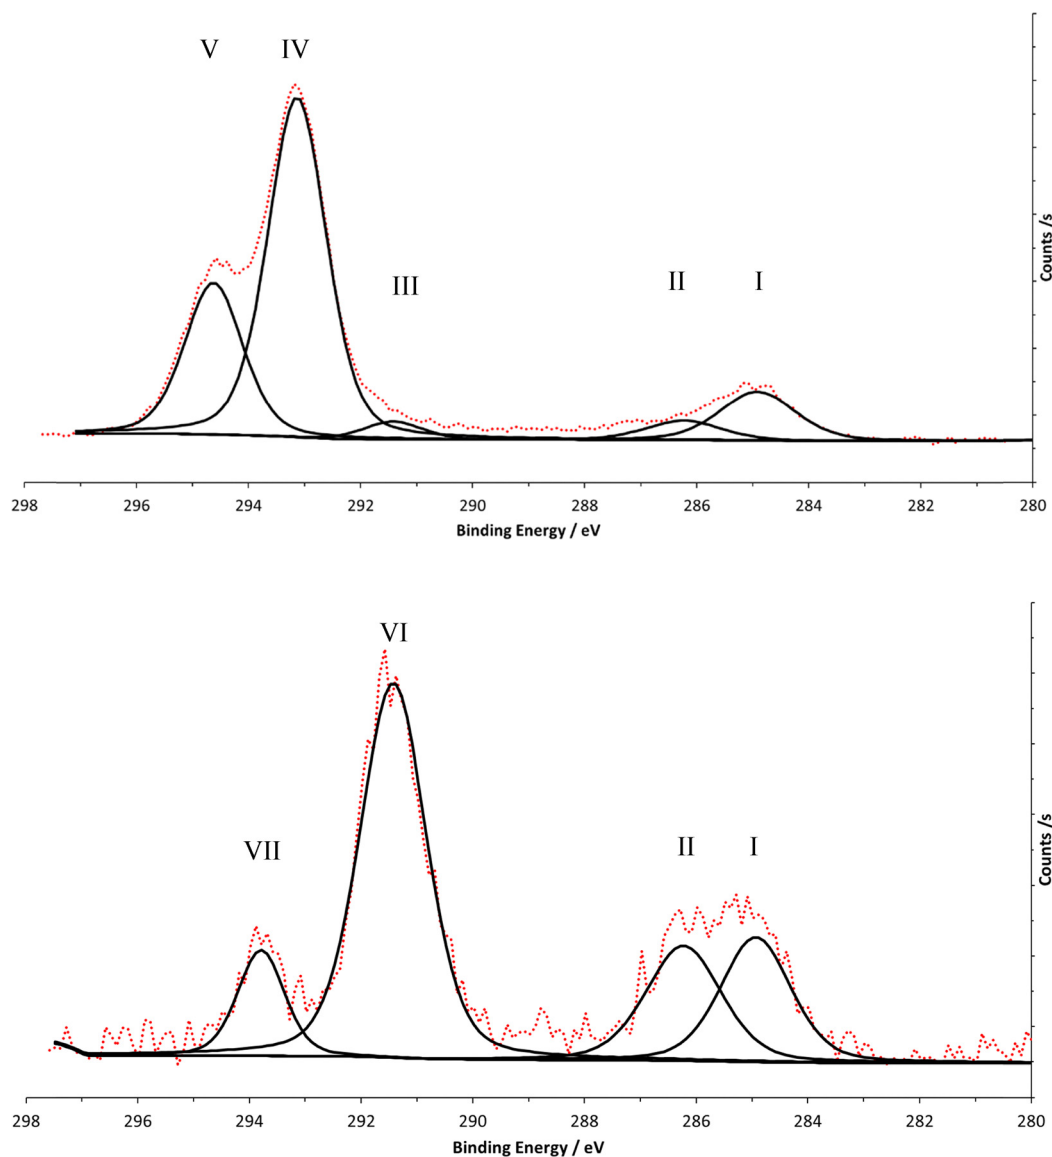 V IV
III II I
Counts /s
298 296 294 292 290 288 286 284 282 280
Binding Energy / eV
VI
VII II I
Counts /s
298 296 294 292 290 288 286 284 282 280
Binding Energy / eV